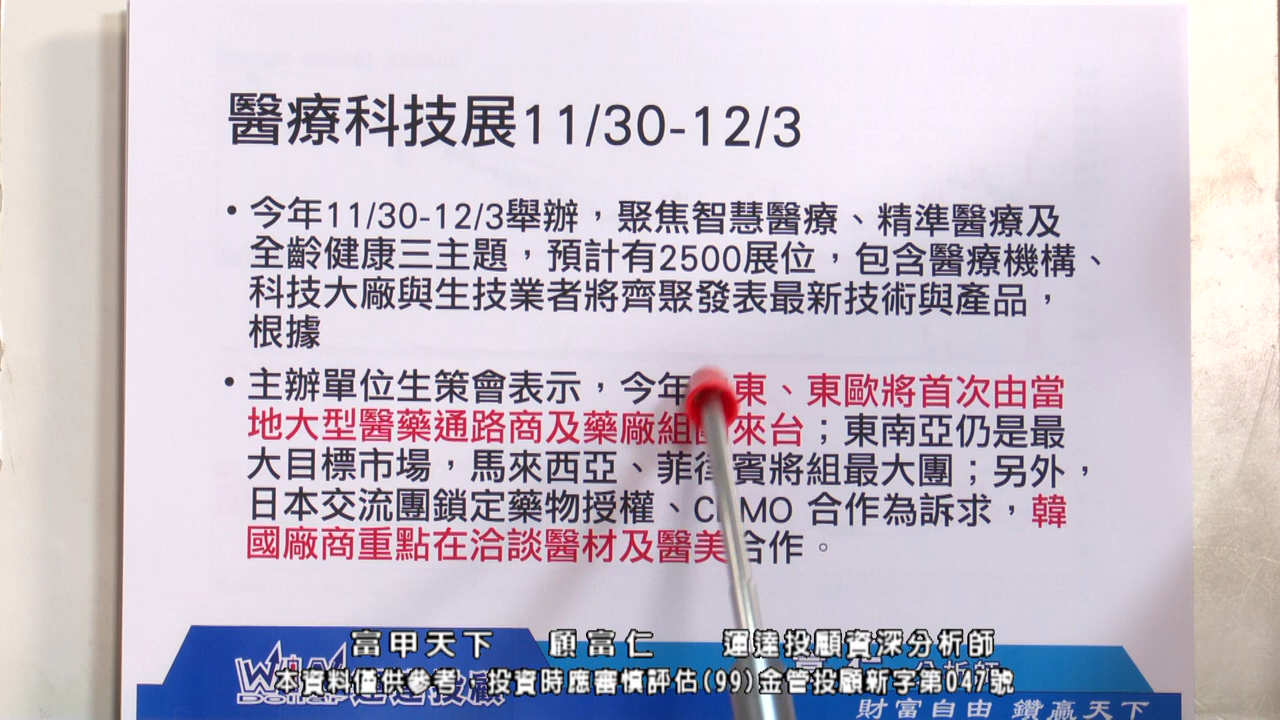 醫療科技展11/30-12/3
• 今年11/30-12/3舉辦，聚焦智慧醫療、精準醫療及
全齡健康三主題，預計有2500展位，包含醫療機構、
科技大廠與生技業者將齊聚發表最新技術與產品，
根據
• 主辦單位生策會表示，今年東、東歐將首次由當
地大型醫藥通路商及藥廠組來台；東南亞仍是最
大目標市場，馬來西亞、菲律賓將組最大團；另外，
日本交流團鎖定藥物授權、CMO 合作為訴求，韓
國廠商重點在洽談醫材及醫美合作。
富甲天下 顧富仁 運達投顧資深分析師
本資料僅供參考，投資時應審慎評估(99)金管投顧新字第047號
財富自由 鑽贏天下